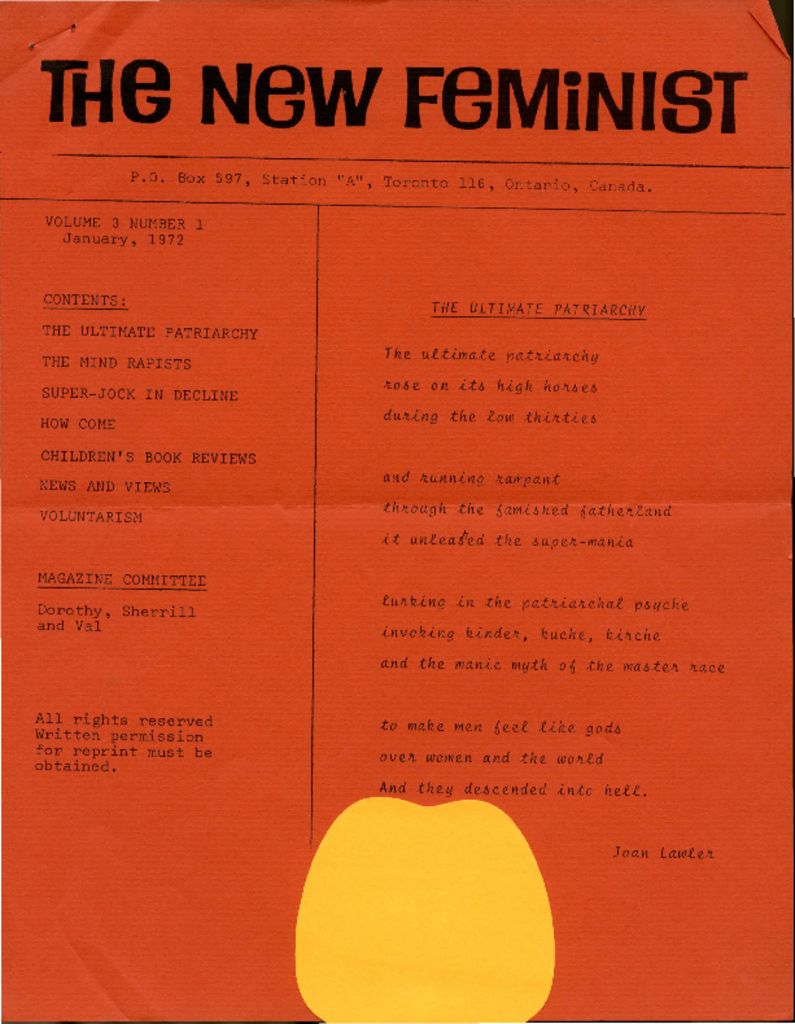 THE NEW FEMINIST
P.O. Box 597, Station "A", Toronto 116, Ontario, Canada.
VOLUME 3 NUMBER 1
January, 1972
CONTENTS:
THE ULTIMATE PATRIARCHY
THE MIND RAPISTS
SUPER-JOCK IN DECLINE
HOW COME
CHILDREN'S BOOK REVIEWS
NEWS AND VIEWS
VOLUNTARISM
MAGAZINE COMMITTEE
Dorothy, Sherrill
and Val
All rights reserved
Written permission
for reprint must be
obtained.
THE ULTIMATE PATRIARCHY
The ultimate patriarchy
rose on its high horses
during the low thirties
and running rampant
through the famished fatherland
it unleashed the super-mania
lurking in the patriarchal psyche
invoking kinder, kuche, kirche
and the manic myth of the master race
to make men feel like gods
over women and the world
And they descended into hell.
Joan Lawler